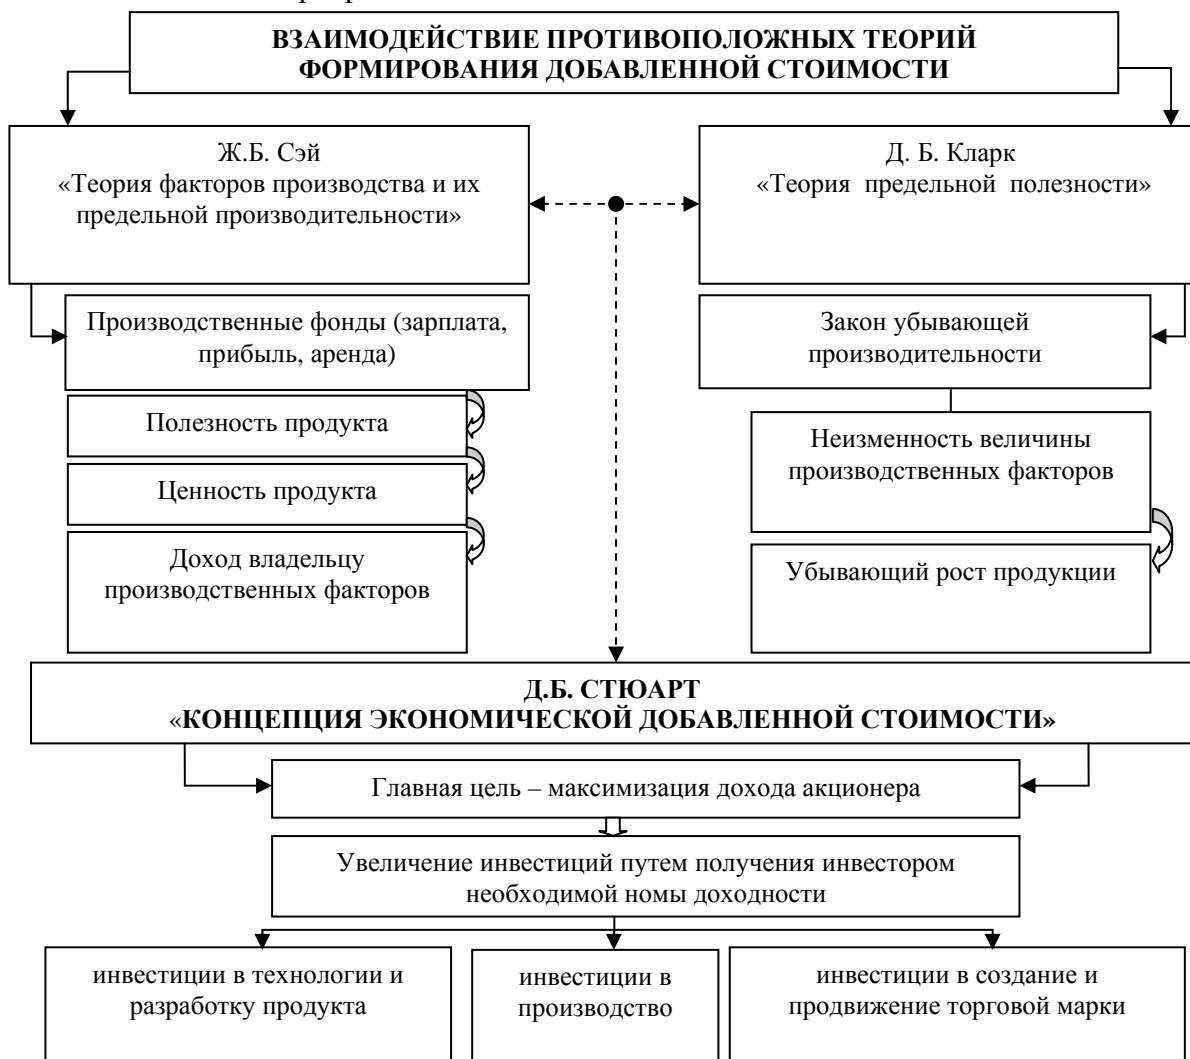 ВЗАИМОДЕЙСТВИЕ ПРОТИВОПОЛОЖНЫХ ТЕОРИЙ
ФОРМИРОВАНИЯ ДОБАВЛЕННОЙ СТОИМОСТИ
Ж.Б. Сэй
«Теория факторов производства и их
предельной производительности»
Д. Б. Кларк
«Теория предельной полезности»
Производственные фонды (зарплата,
прибыль, аренда)
Полезность продукта
Ценность продукта
Доход владельцу
производственных факторов
Закон убывающей
производительности
Неизменность величины
производственных факторов
Убывающий рост продукции
Д.Б. СТЮАРТ
«КОНЦЕПЦИЯ ЭКОНОМИЧЕСКОЙ ДОБАВЛЕННОЙ СТОИМОСТИ»
Главная цель – максимизация дохода акционера
Увеличение инвестиций путем получения инвестором
необходимой номы доходности
инвестиции в технологии и
разработку продукта
инвестиции в
производство
инвестиции в создание и
продвижение торговой марки